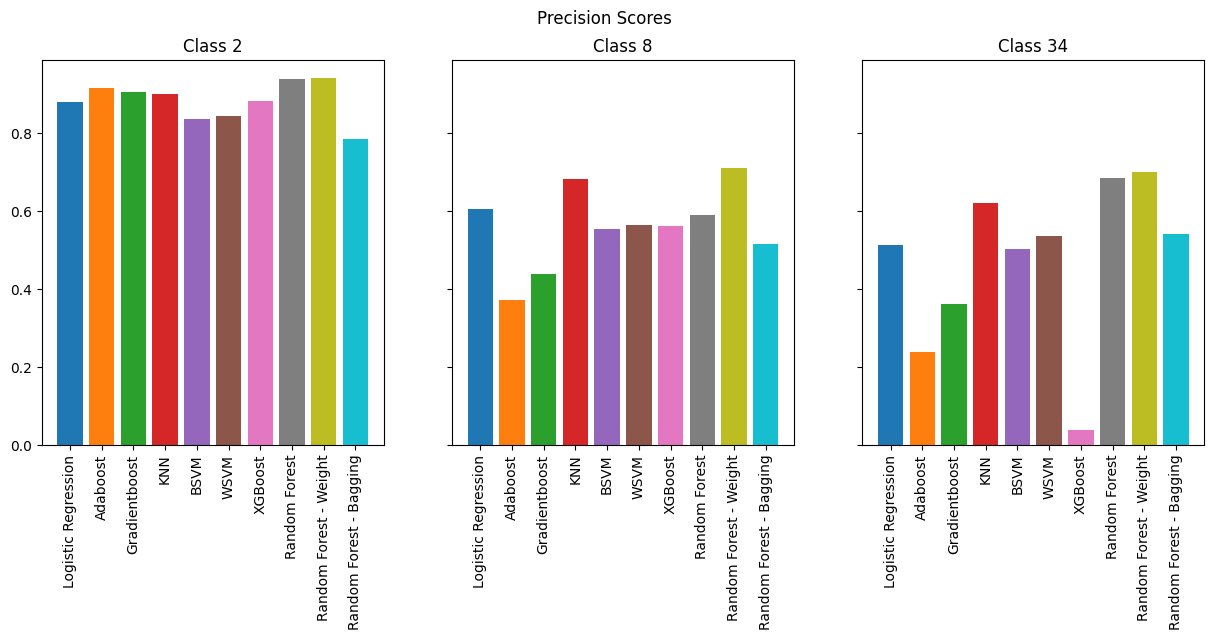 Precision Scores
Class 2
Class 8
Class 34
0.8
0.6
0.4
0.2
0.0
Logistic Regression
Adaboost
Gradientboost
KNN
BSVM
WSVM
XGBoost
Random Forest
Random Forest - Weight
Random Forest - Bagging
Logistic Regression
Adaboost
Gradientboost
KNN
BSVM
WSVM
XGBoost
Random Forest
Random Forest - Weight
Random Forest - Bagging
Logistic Regression
Adaboost
Gradientboost
KNN
BSVM
WSVM
XGBoost
Random Forest
Random Forest - Weight
Random Forest - Bagging